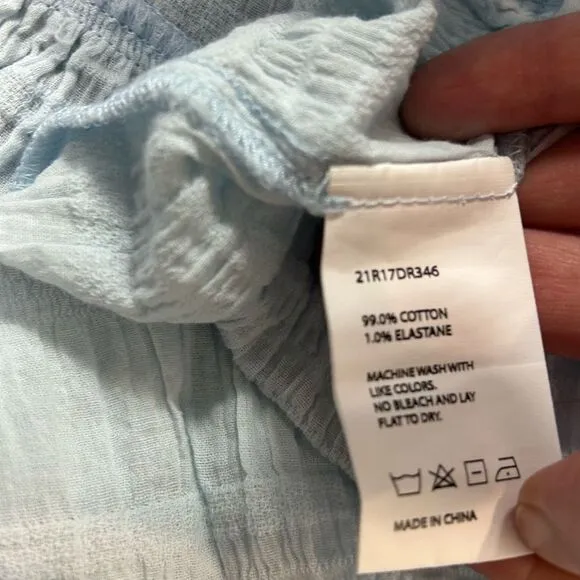 21R17DR346
99.0% COTTON
1.0% ELASTANE
MACHINE WASH WITH
LIKE COLORS.
NO BLEACH AND LAY
FLAT TO DRY.
MADE IN CHINA